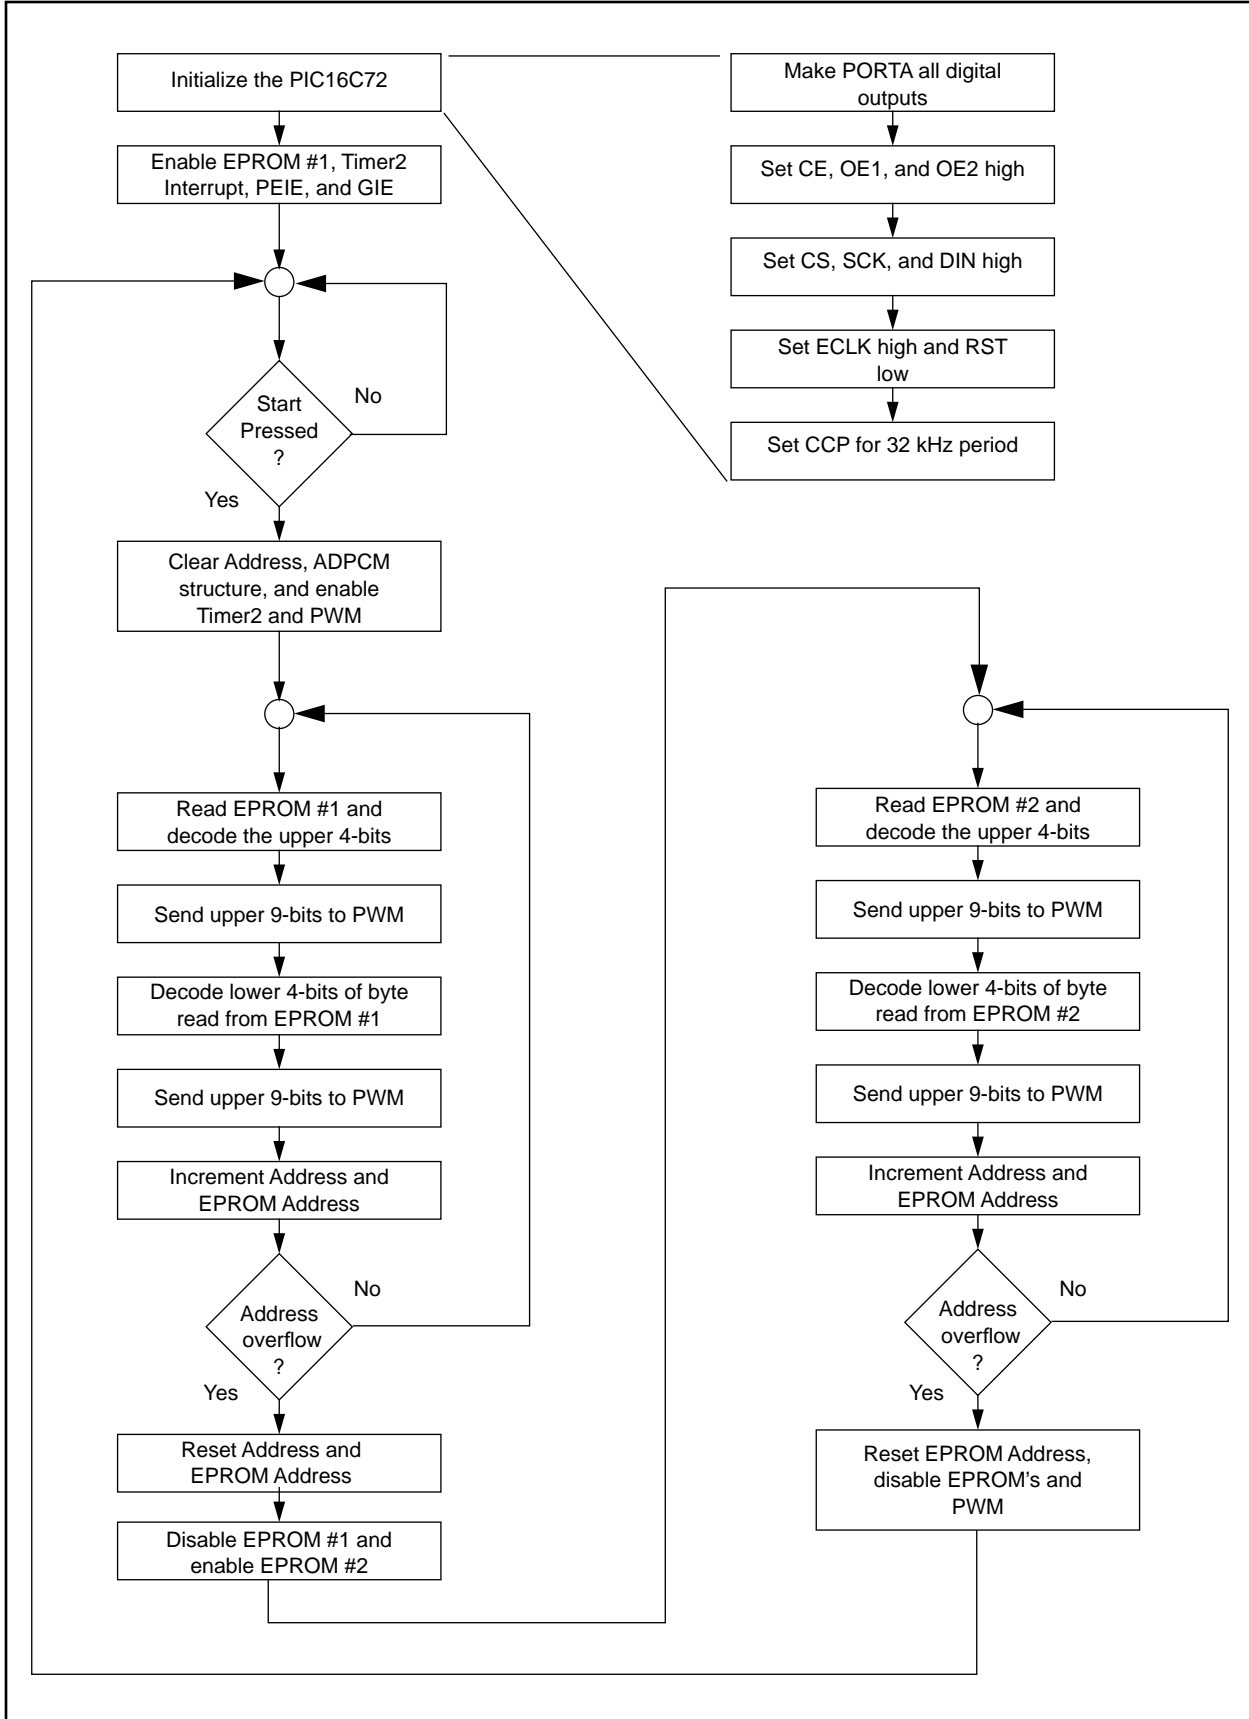 Initialize the PIC16C72
Enable EPROM #1, Timer2
Interrupt, PEIE, and GIE
Start
Pressed
?
No
Yes
Clear Address, ADPCM
structure, and enable
Timer2 and PWM
Read EPROM #1 and
decode the upper 4-bits
Send upper 9-bits to PWM
Decode lower 4-bits of byte
read from EPROM #1
Send upper 9-bits to PWM
Increment Address and
EPROM Address
Address
overflow
?
No
Yes
Reset Address and
EPROM Address
Disable EPROM #1 and
enable EPROM #2
Make PORTA all digital
outputs
Set CE, OE1, and OE2 high
Set CS, SCK, and DIN high
Set ECLK high and RST
low
Set CCP for 32 kHz period
Read EPROM #2 and
decode the upper 4-bits
Send upper 9-bits to PWM
Decode lower 4-bits of byte
read from EPROM #2
Send upper 9-bits to PWM
Increment Address and
EPROM Address
Address
overflow
?
No
Yes
Reset EPROM Address,
disable EPROM's and
PWM